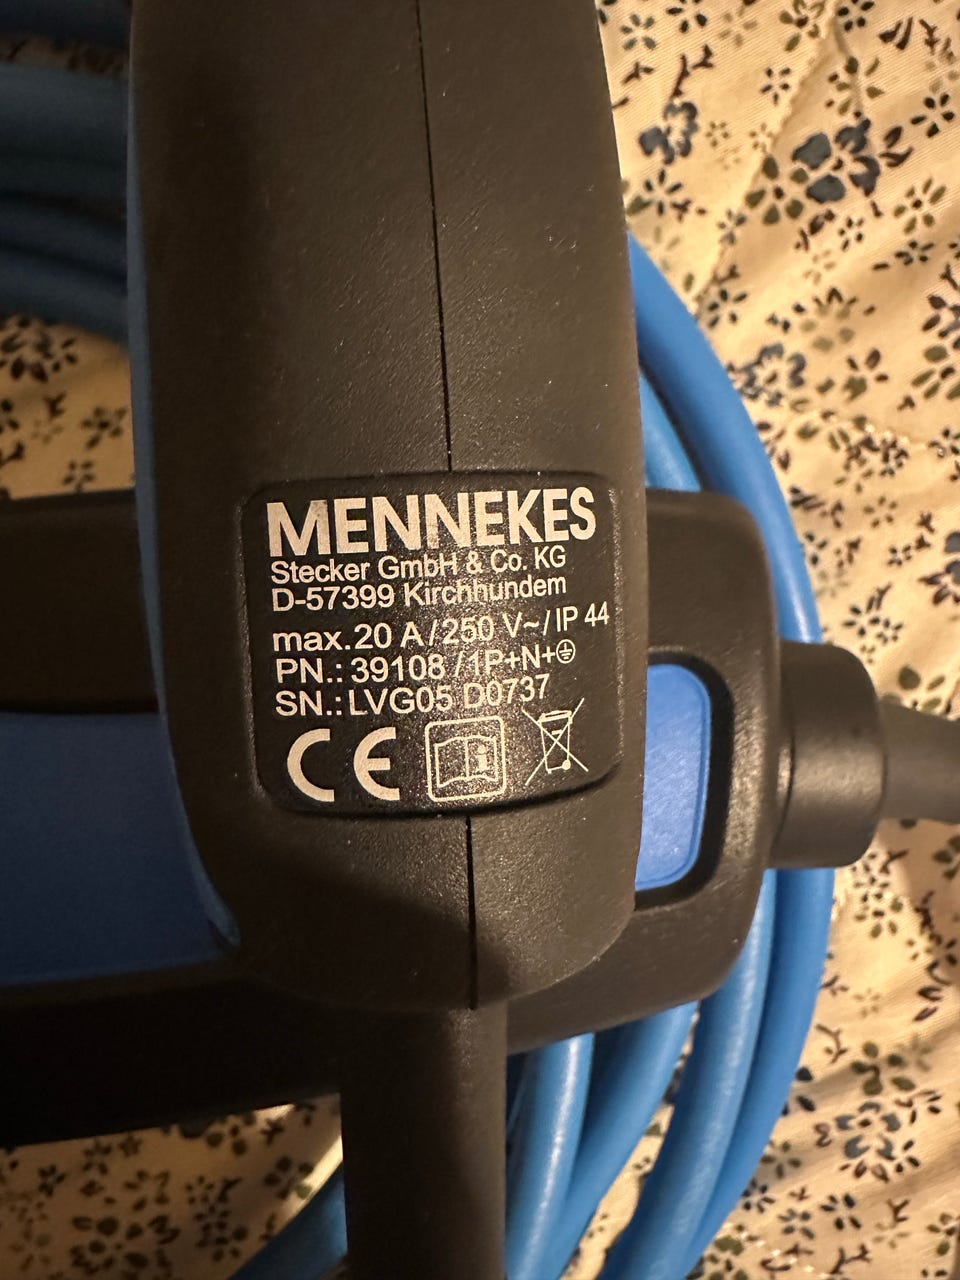 MENNEKES
Stecker GmbH & Co. KG
D-57399 Kirchhundem
max. 20 A / 250 V~ / IP 44
PN.: 39108 / 1P+N+⏚
SN.: LVG05 D0737
CE
i